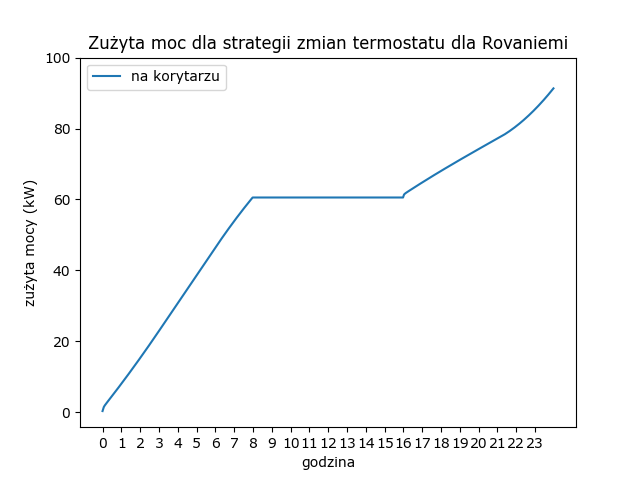 Zużyta moc dla strategii zmian termostatu dla Rovaniemi
na korytarzu
zużyta mocy (kW)
100
80
60
40
20
0
0 1 2 3 4 5 6 7 8 9 10 11 12 13 14 15 16 17 18 19 20 21 22 23
godzina